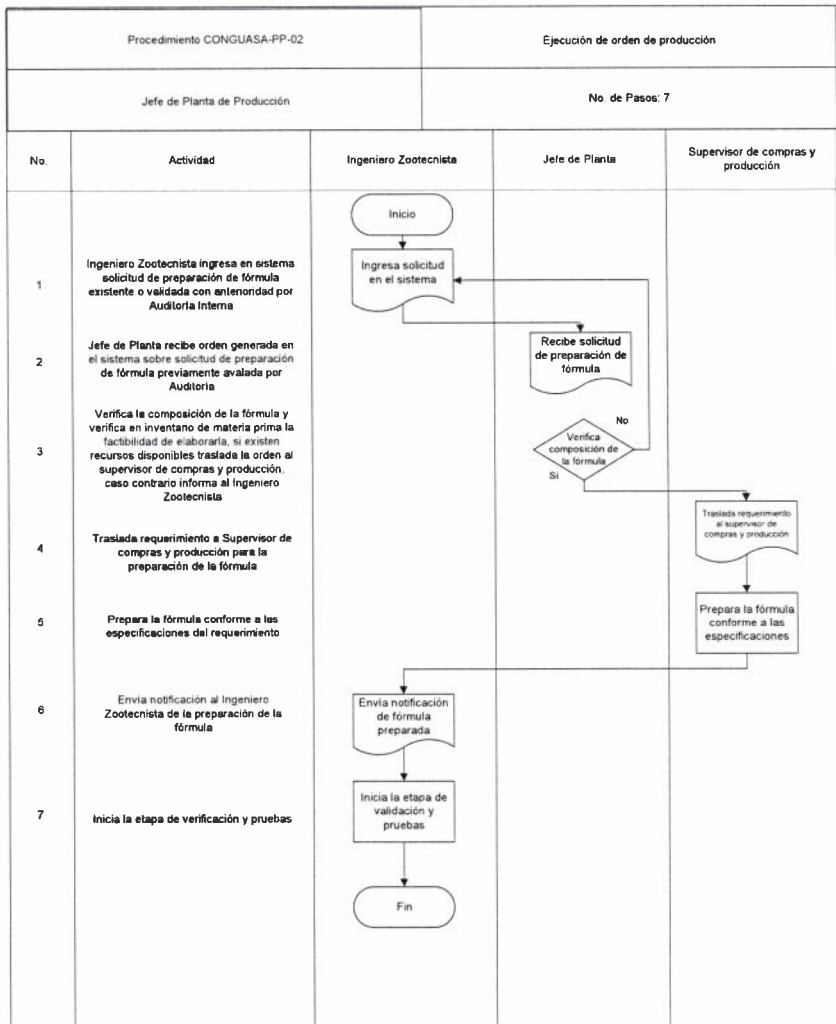 Procedimiento CONGUASA-PP-02
Ejecución de orden de producción
Jefe de Planta de Producción
No. de Pasos: 7
No.
Actividad
Ingeniero Zootecnista
Jefe de Planta
Supervisor de compras y
producción
Inicio
1
Ingeniero Zootecnista ingresa en sistema
solicitud de preparación de fórmula
existente o validada con anterioridad por
Auditoría Interna
Ingresa solicitud
en el sistema
2
Jefe de Planta recibe orden generada en
el sistema sobre solicitud de preparación
de fórmula previamente avalada por
Auditoría
Recibe solicitud
de preparación de
fórmula
3
Verifica la composición de la fórmula y
verifica en inventario de materia prima la
factibilidad de elaborarla, si existen
recursos disponibles traslada la orden al
supervisor de compras y producción,
caso contrario informa al Ingeniero
Zootecnista
No
Verifica
composición de
la fórmula
Si
4
Traslada requerimiento a Supervisor de
compras y producción para la
preparación de la fórmula
Traslada requerimiento
al supervisor de
compras y producción
5
Prepara la fórmula conforme a las
especificaciones del requerimiento
Prepara la fórmula
conforme a las
especificaciones
6
Envía notificación al Ingeniero
Zootecnista de la preparación de la
fórmula
Envía notificación
de fórmula
preparada
7
Inicia la etapa de verificación y pruebas
Inicia la etapa de
validación y
pruebas
Fin